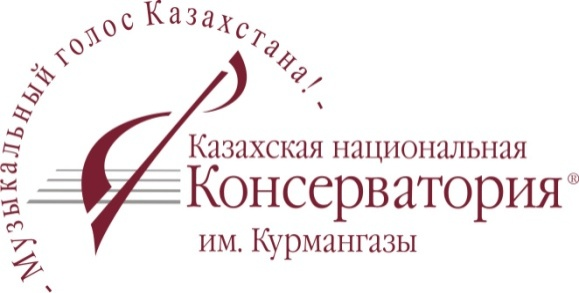 - Музыкальный голос Казахстана! -
Казахская национальная
Консерватория®
им. Курмангазы